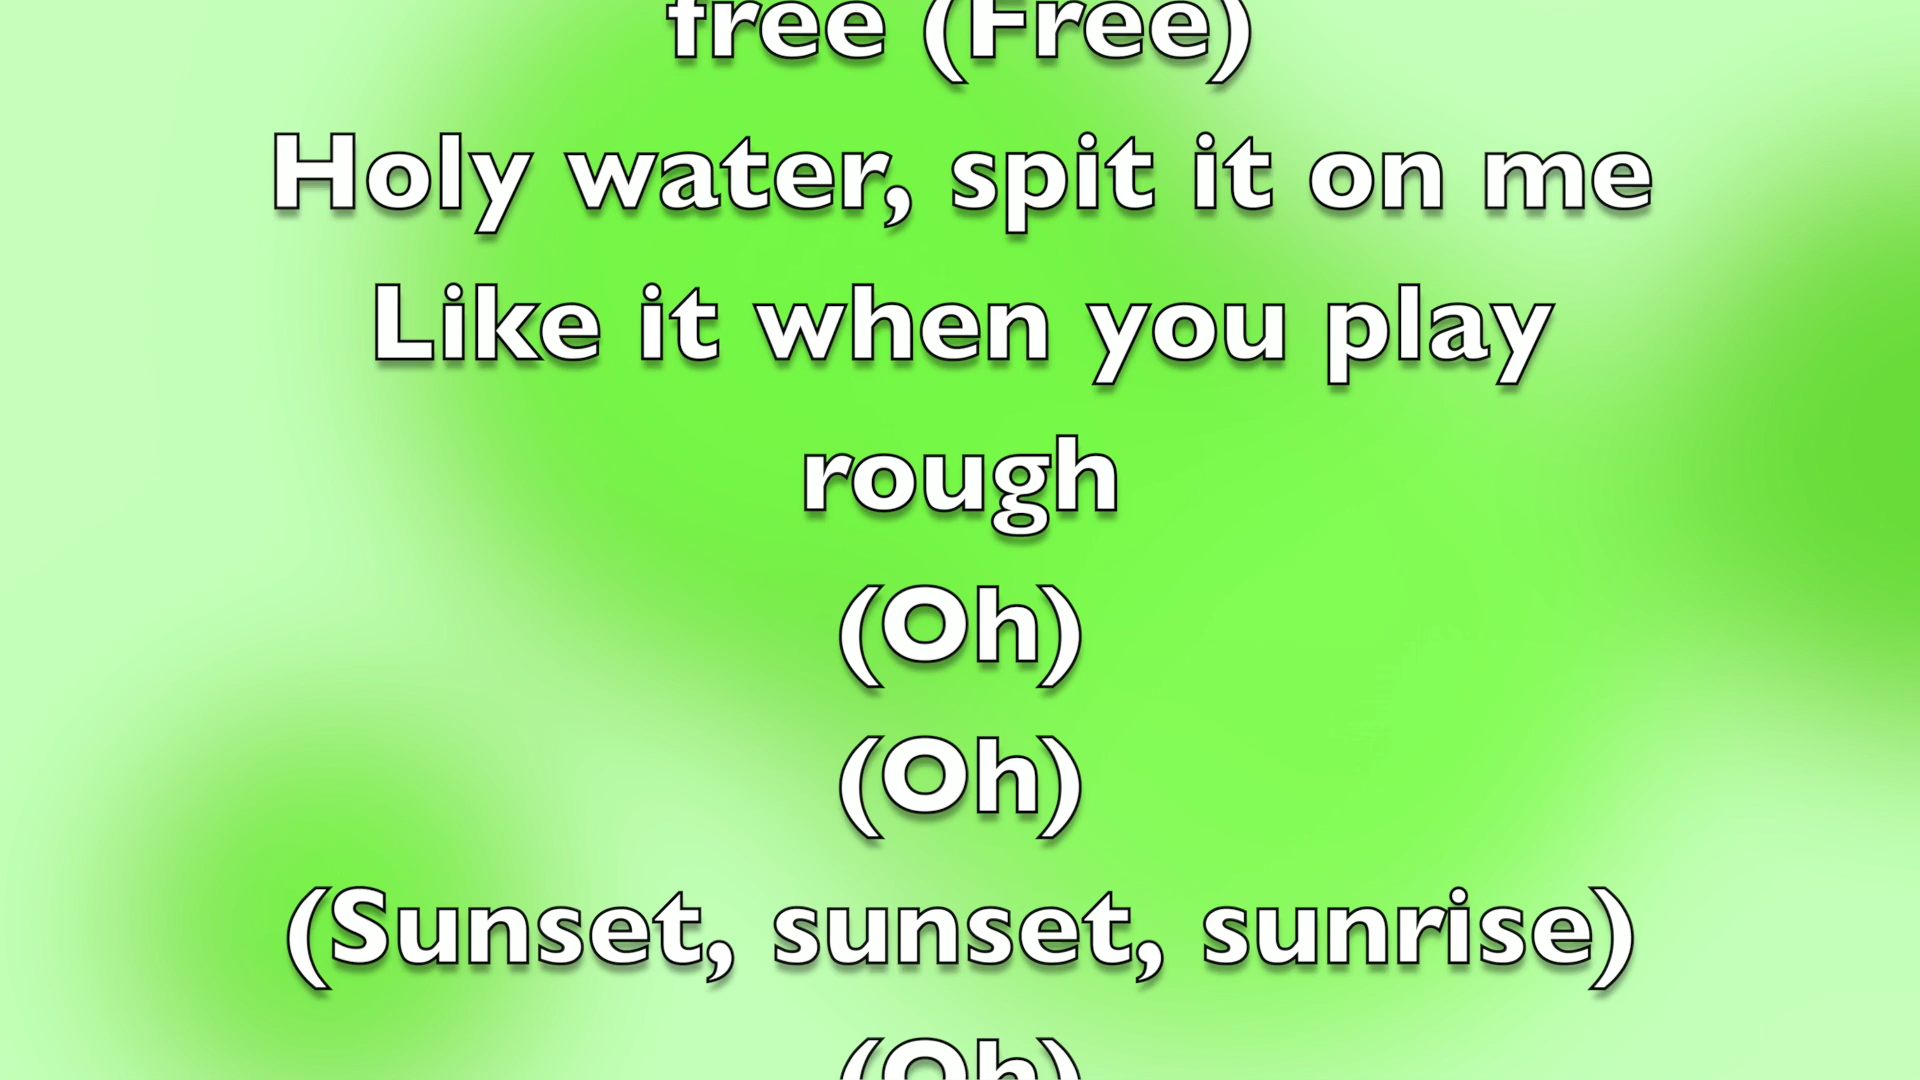 free (Free)
Holy water, spit it on me
Like it when you play
rough
(Oh)
(Oh)
(Sunset, sunset, sunrise)
(Oh)